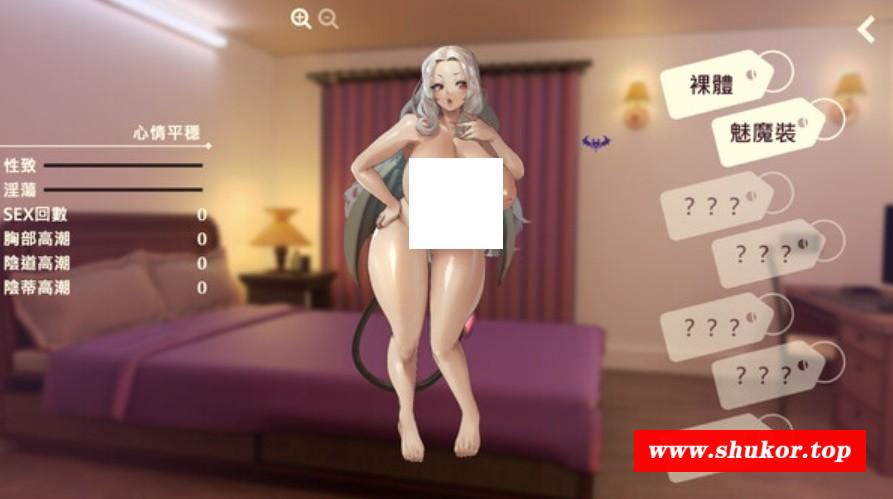 心情平穩
性致
淫蕩
SEX回數 0
胸部高潮 0
陰道高潮 0
陰蒂高潮 0
裸體
魅魔裝
???
???
???
???
www.shukor.top